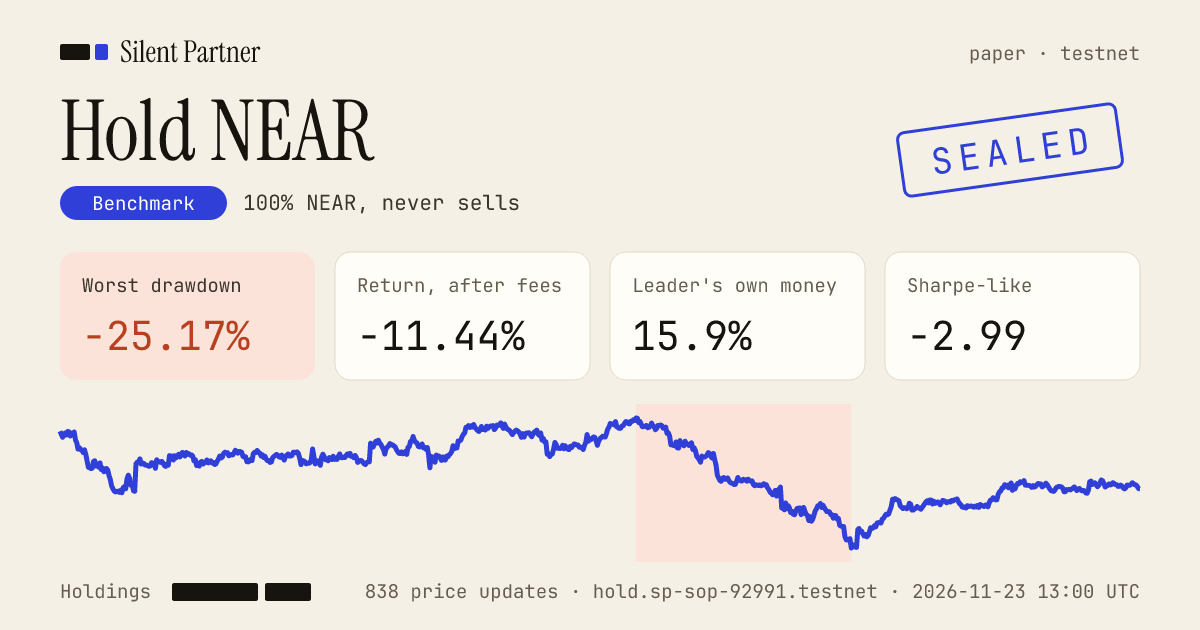 Silent Partner
paper · testnet
Hold NEAR
SEALED
Benchmark
100% NEAR, never sells
Worst drawdown
-25.17%
Return, after fees
-11.44%
Leader's own money
15.9%
Sharpe-like
-2.99
Holdings
838 price updates · hold.sp-sop-92991.testnet · 2026-11-23 13:00 UTC